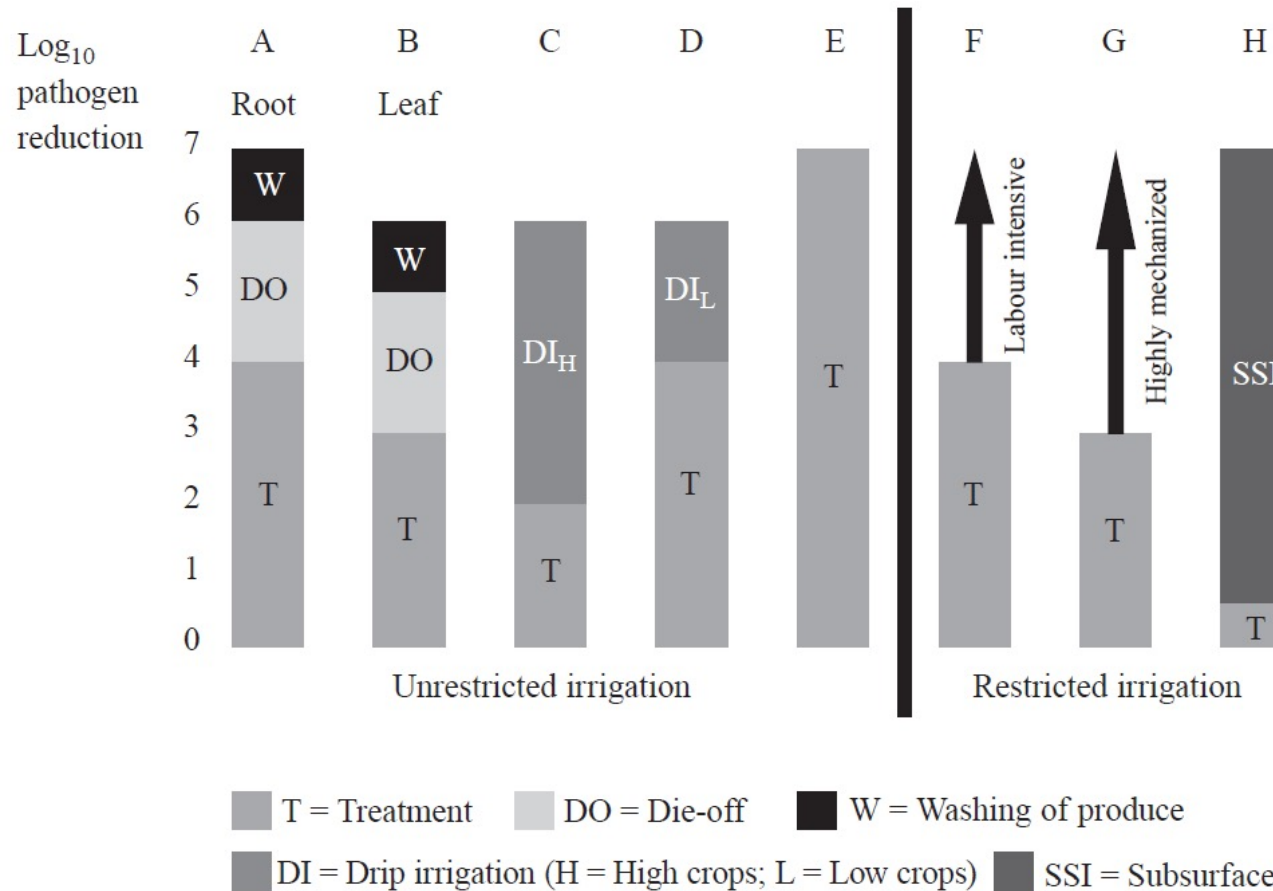 Log10 pathogen reduction
A B C D E F G H
Root Leaf
7
6
5
4
3
2
1
0
W
DO
T
W
DO
T
DIH
T
DIL
T
T
Labour intensive
T
Highly mechanized
T
SSI
T
Unrestricted irrigation
Restricted irrigation
T = Treatment
DO = Die-off
W = Washing of produce
DI = Drip irrigation (H = High crops; L = Low crops)
SSI = Subsurface